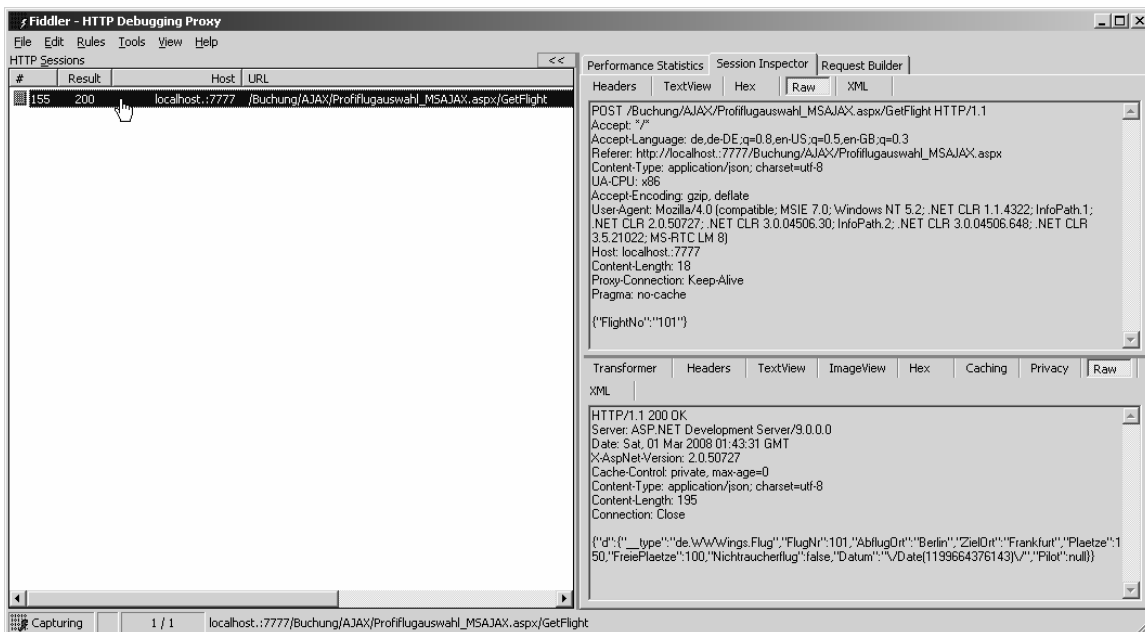 Fiddler - HTTP Debugging Proxy
File Edit Rules Tools View Help
HTTP Sessions <<
# Result Host URL
155 200 localhost.:7777 /Buchung/AJAX/Profiflugauswahl_MSAJAX.aspx/GetFlight
Performance Statistics Session Inspector Request Builder
Headers TextView Hex Raw XML
POST /Buchung/AJAX/Profiflugauswahl_MSAJAX.aspx/GetFlight HTTP/1.1
Accept: */*
Accept-Language: de,de-DE;q=0.8,en-US;q=0.5,en-GB;q=0.3
Referer: http://localhost.:7777/Buchung/AJAX/Profiflugauswahl_MSAJAX.aspx
Content-Type: application/json; charset=utf-8
UA-CPU: x86
Accept-Encoding: gzip, deflate
User-Agent: Mozilla/4.0 (compatible; MSIE 7.0; Windows NT 5.2; .NET CLR 1.1.4322; InfoPath.1;
.NET CLR 2.0.50727; .NET CLR 3.0.04506.30; InfoPath.2; .NET CLR 3.0.04506.648; .NET CLR
3.5.21022; MS-RTC LM 8)
Host: localhost.:7777
Content-Length: 18
Proxy-Connection: Keep-Alive
Pragma: no-cache
{"FlightNo":"101"}
Transformer Headers TextView ImageView Hex Caching Privacy Raw
XML
HTTP/1.1 200 OK
Server: ASP.NET Development Server/9.0.0.0
Date: Sat, 01 Mar 2008 01:43:31 GMT
X-AspNet-Version: 2.0.50727
Cache-Control: private, max-age=0
Content-Type: application/json; charset=utf-8
Content-Length: 195
Connection: Close
{"d":{"__type":"de.WWWings.Flug","FlugNr":101,"AbflugOrt":"Berlin","ZielOrt":"Frankfurt","Plaetze":1
50,"FreiePlaetze":100,"Nichtraucherflug":false,"Datum":"\/Date(1199664376143)\/","Pilot":null}}
Capturing 1 / 1 localhost.:7777/Buchung/AJAX/Profiflugauswahl_MSAJAX.aspx/GetFlight